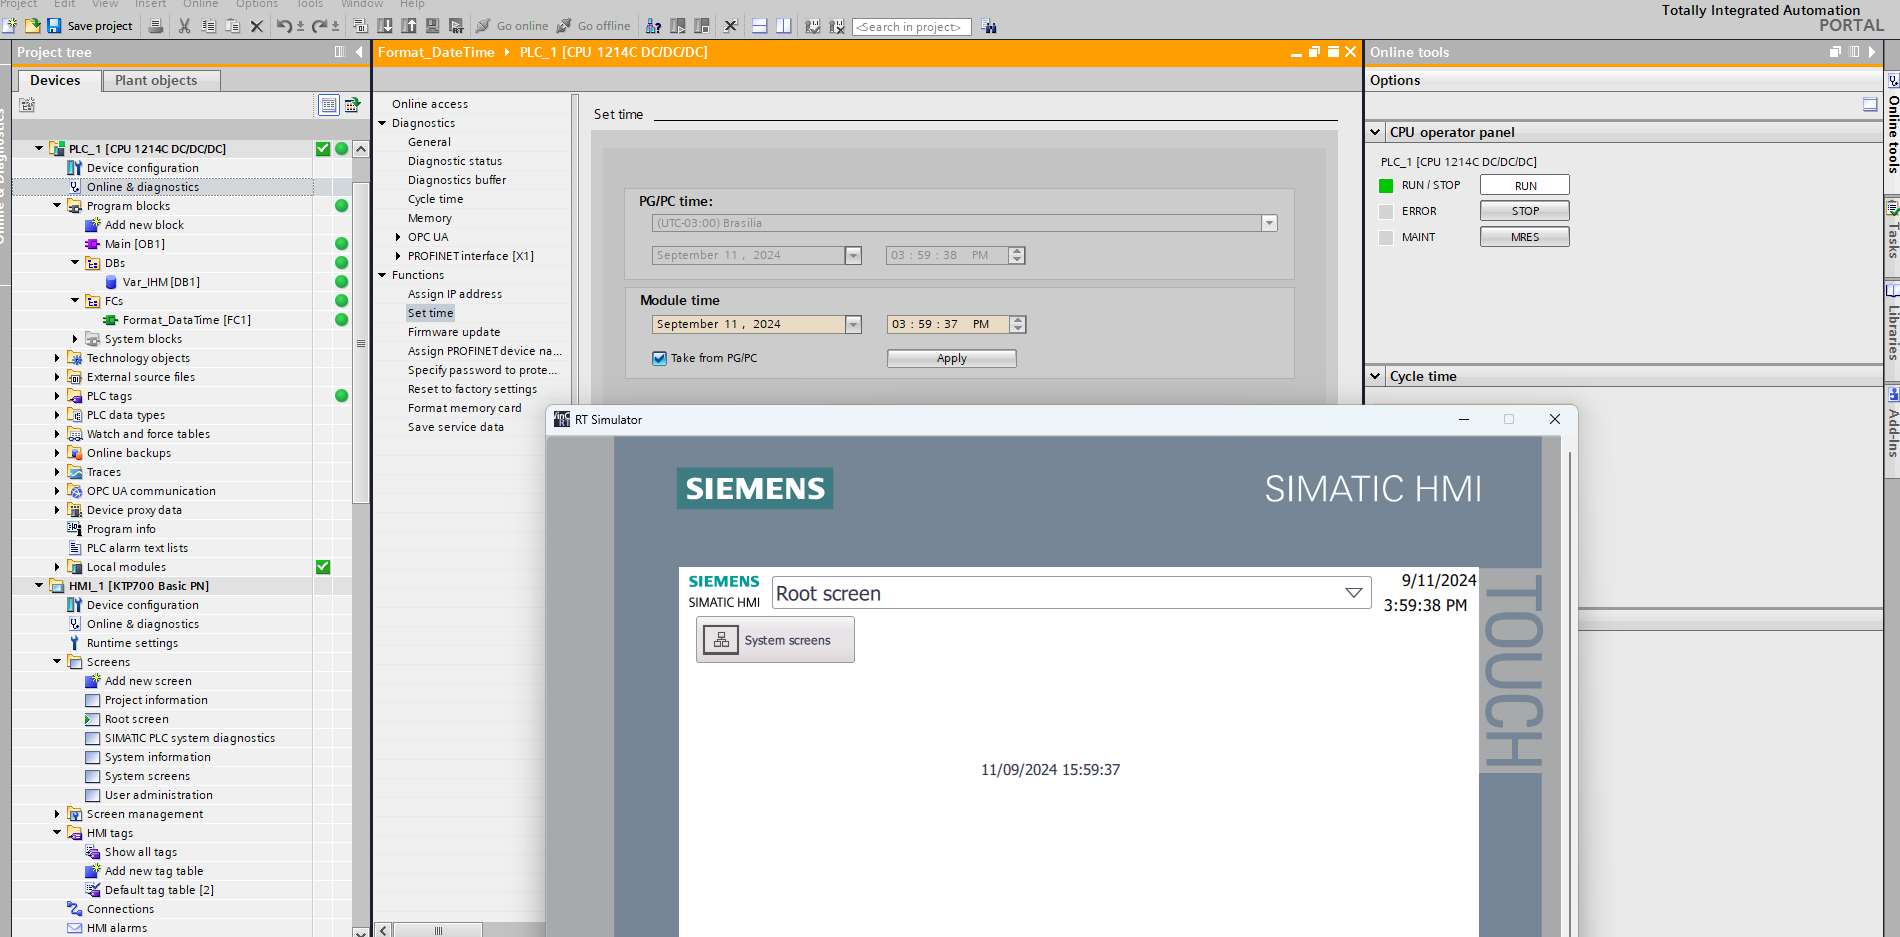 Project Edit View Insert Online Options Tools Window Help
Totally Integrated Automation
PORTAL
Save project
Go online
Go offline
<Search in project>
Project tree
Devices
Plant objects
PLC_1 [CPU 1214C DC/DC/DC]
Device configuration
Online & diagnostics
Program blocks
Add new block
Main [OB1]
DBs
Var_IHM [DB1]
FCs
Format_DataTime [FC1]
System blocks
Technology objects
External source files
PLC tags
PLC data types
Watch and force tables
Online backups
Traces
OPC UA communication
Device proxy data
Program info
PLC alarm text lists
Local modules
HMI_1 [KTP700 Basic PN]
Device configuration
Online & diagnostics
Runtime settings
Screens
Add new screen
Project information
Root screen
SIMATIC PLC system diagnostics
System information
System screens
User administration
Screen management
HMI tags
Show all tags
Add new tag table
Default tag table [2]
Connections
HMI alarms
Format_DateTime
PLC_1 [CPU 1214C DC/DC/DC]
Online access
Diagnostics
General
Diagnostic status
Diagnostics buffer
Cycle time
Memory
OPC UA
PROFINET interface [X1]
Functions
Assign IP address
Set time
Firmware update
Assign PROFINET device na...
Specify password to prote...
Reset to factory settings
Format memory card
Save service data
Set time
PG/PC time:
(UTC-03:00) Brasilia
September 11 , 2024
03 : 59 : 38 PM
Module time
September 11 , 2024
03 : 59 : 37 PM
Take from PG/PC
Apply
Online tools
Options
CPU operator panel
PLC_1 [CPU 1214C DC/DC/DC]
RUN / STOP
RUN
ERROR
STOP
MAINT
MRES
Cycle time
Online tools
Tasks
Libraries
Add-Ins
RT Simulator
SIEMENS
SIMATIC HMI
SIEMENS
SIMATIC HMI
Root screen
9/11/2024
3:59:38 PM
System screens
TOUCH
11/09/2024 15:59:37